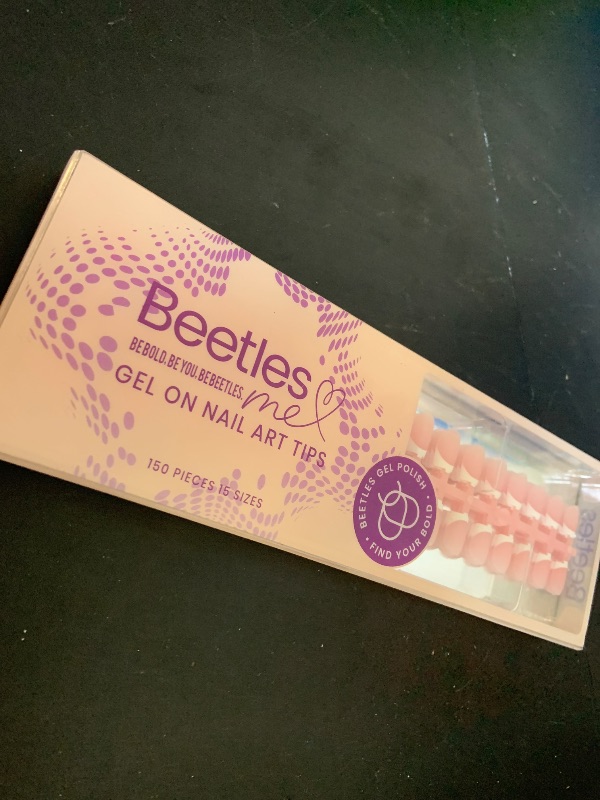 Beetles
BE BOLD. BE YOU. BE BEETLES. me
GEL ON NAIL ART TIPS
150 PIECES 15 SIZES
BEETLES GEL POLISH
• FIND YOUR BOLD •
Beetles